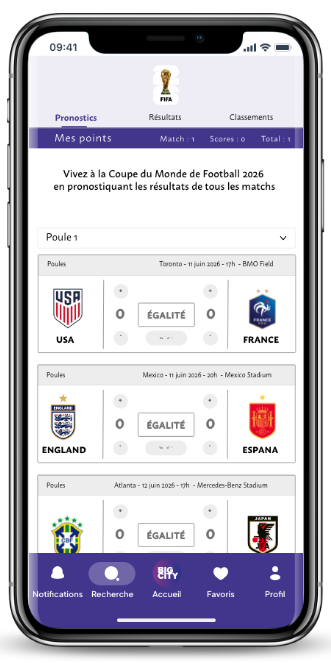 09:41
FIFA
Pronostics Résultats Classements
Mes points Match : 1 Scores : 0 Total : 1
Vivez à la Coupe du Monde de Football 2026
en pronostiquant les résultats de tous les matchs
Poule 1
Poules Toronto - 11 juin 2026 - 17h - BMO Field
USA
+ +
0 ÉGALITÉ 0
- -
USA FRANCE
Poules Mexico - 11 juin 2026 - 20h - Mexico Stadium
ENGLAND
+ +
0 ÉGALITÉ 0
- -
ENGLAND ESPANA
Poules Atlanta - 12 juin 2026 - 17h - Mercedes-Benz Stadium
+ +
JAPAN
CBF
0 ÉGALITÉ 0
BIG
CITY
Notifications Recherche Accueil Favoris Profil